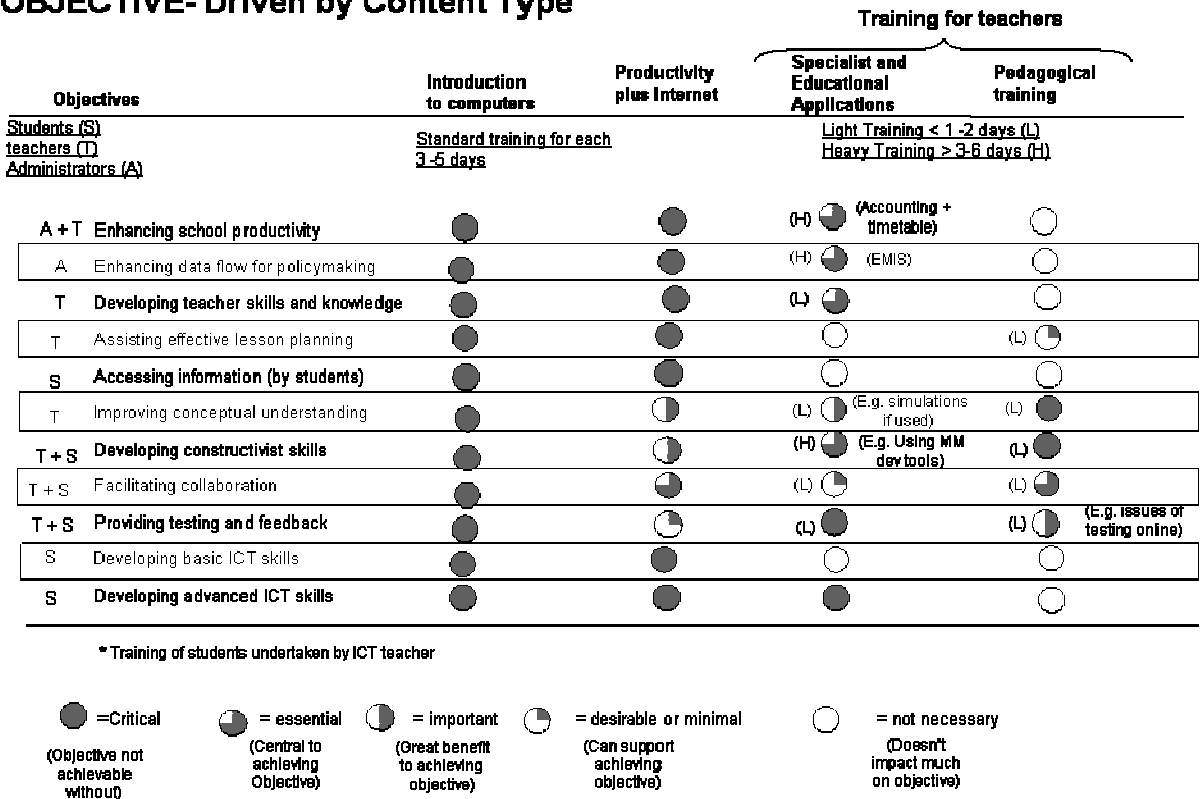 OBJECTIVE- Driven by Content Type
Training for teachers
Objectives
Introduction
to computers
Productivity
plus Internet
Specialist and
Educational
Applications
Pedagogical
training
Students (S)
teachers (T)
Administrators (A)
Standard training for each
3 -5 days
Light Training < 1 -2 days (L)
Heavy Training > 3-6 days (H)
A + T Enhancing school productivity (H) (Accounting +
timetable)
A Enhancing data flow for policymaking (H) (EMIS)
T Developing teacher skills and knowledge (L)
T Assisting effective lesson planning (L)
S Accessing information (by students)
T Improving conceptual understanding (L) (E.g. simulations
if used) (L)
T + S Developing constructivist skills (H) (E.g. Using MM
dev tools) (L)
T + S Facilitating collaboration (L) (L)
T + S Providing testing and feedback (L) (L) (E.g. issues of
testing online)
S Developing basic ICT skills
S Developing advanced ICT skills
* Training of students undertaken by ICT teacher
=Critical
(Objective not
achievable
without)
= essential
(Central to
achieving
Objective)
= important
(Great benefit
to achieving
objective)
= desirable or minimal
(Can support
achieving
objective)
= not necessary
(Doesn't
impact much
on objective)